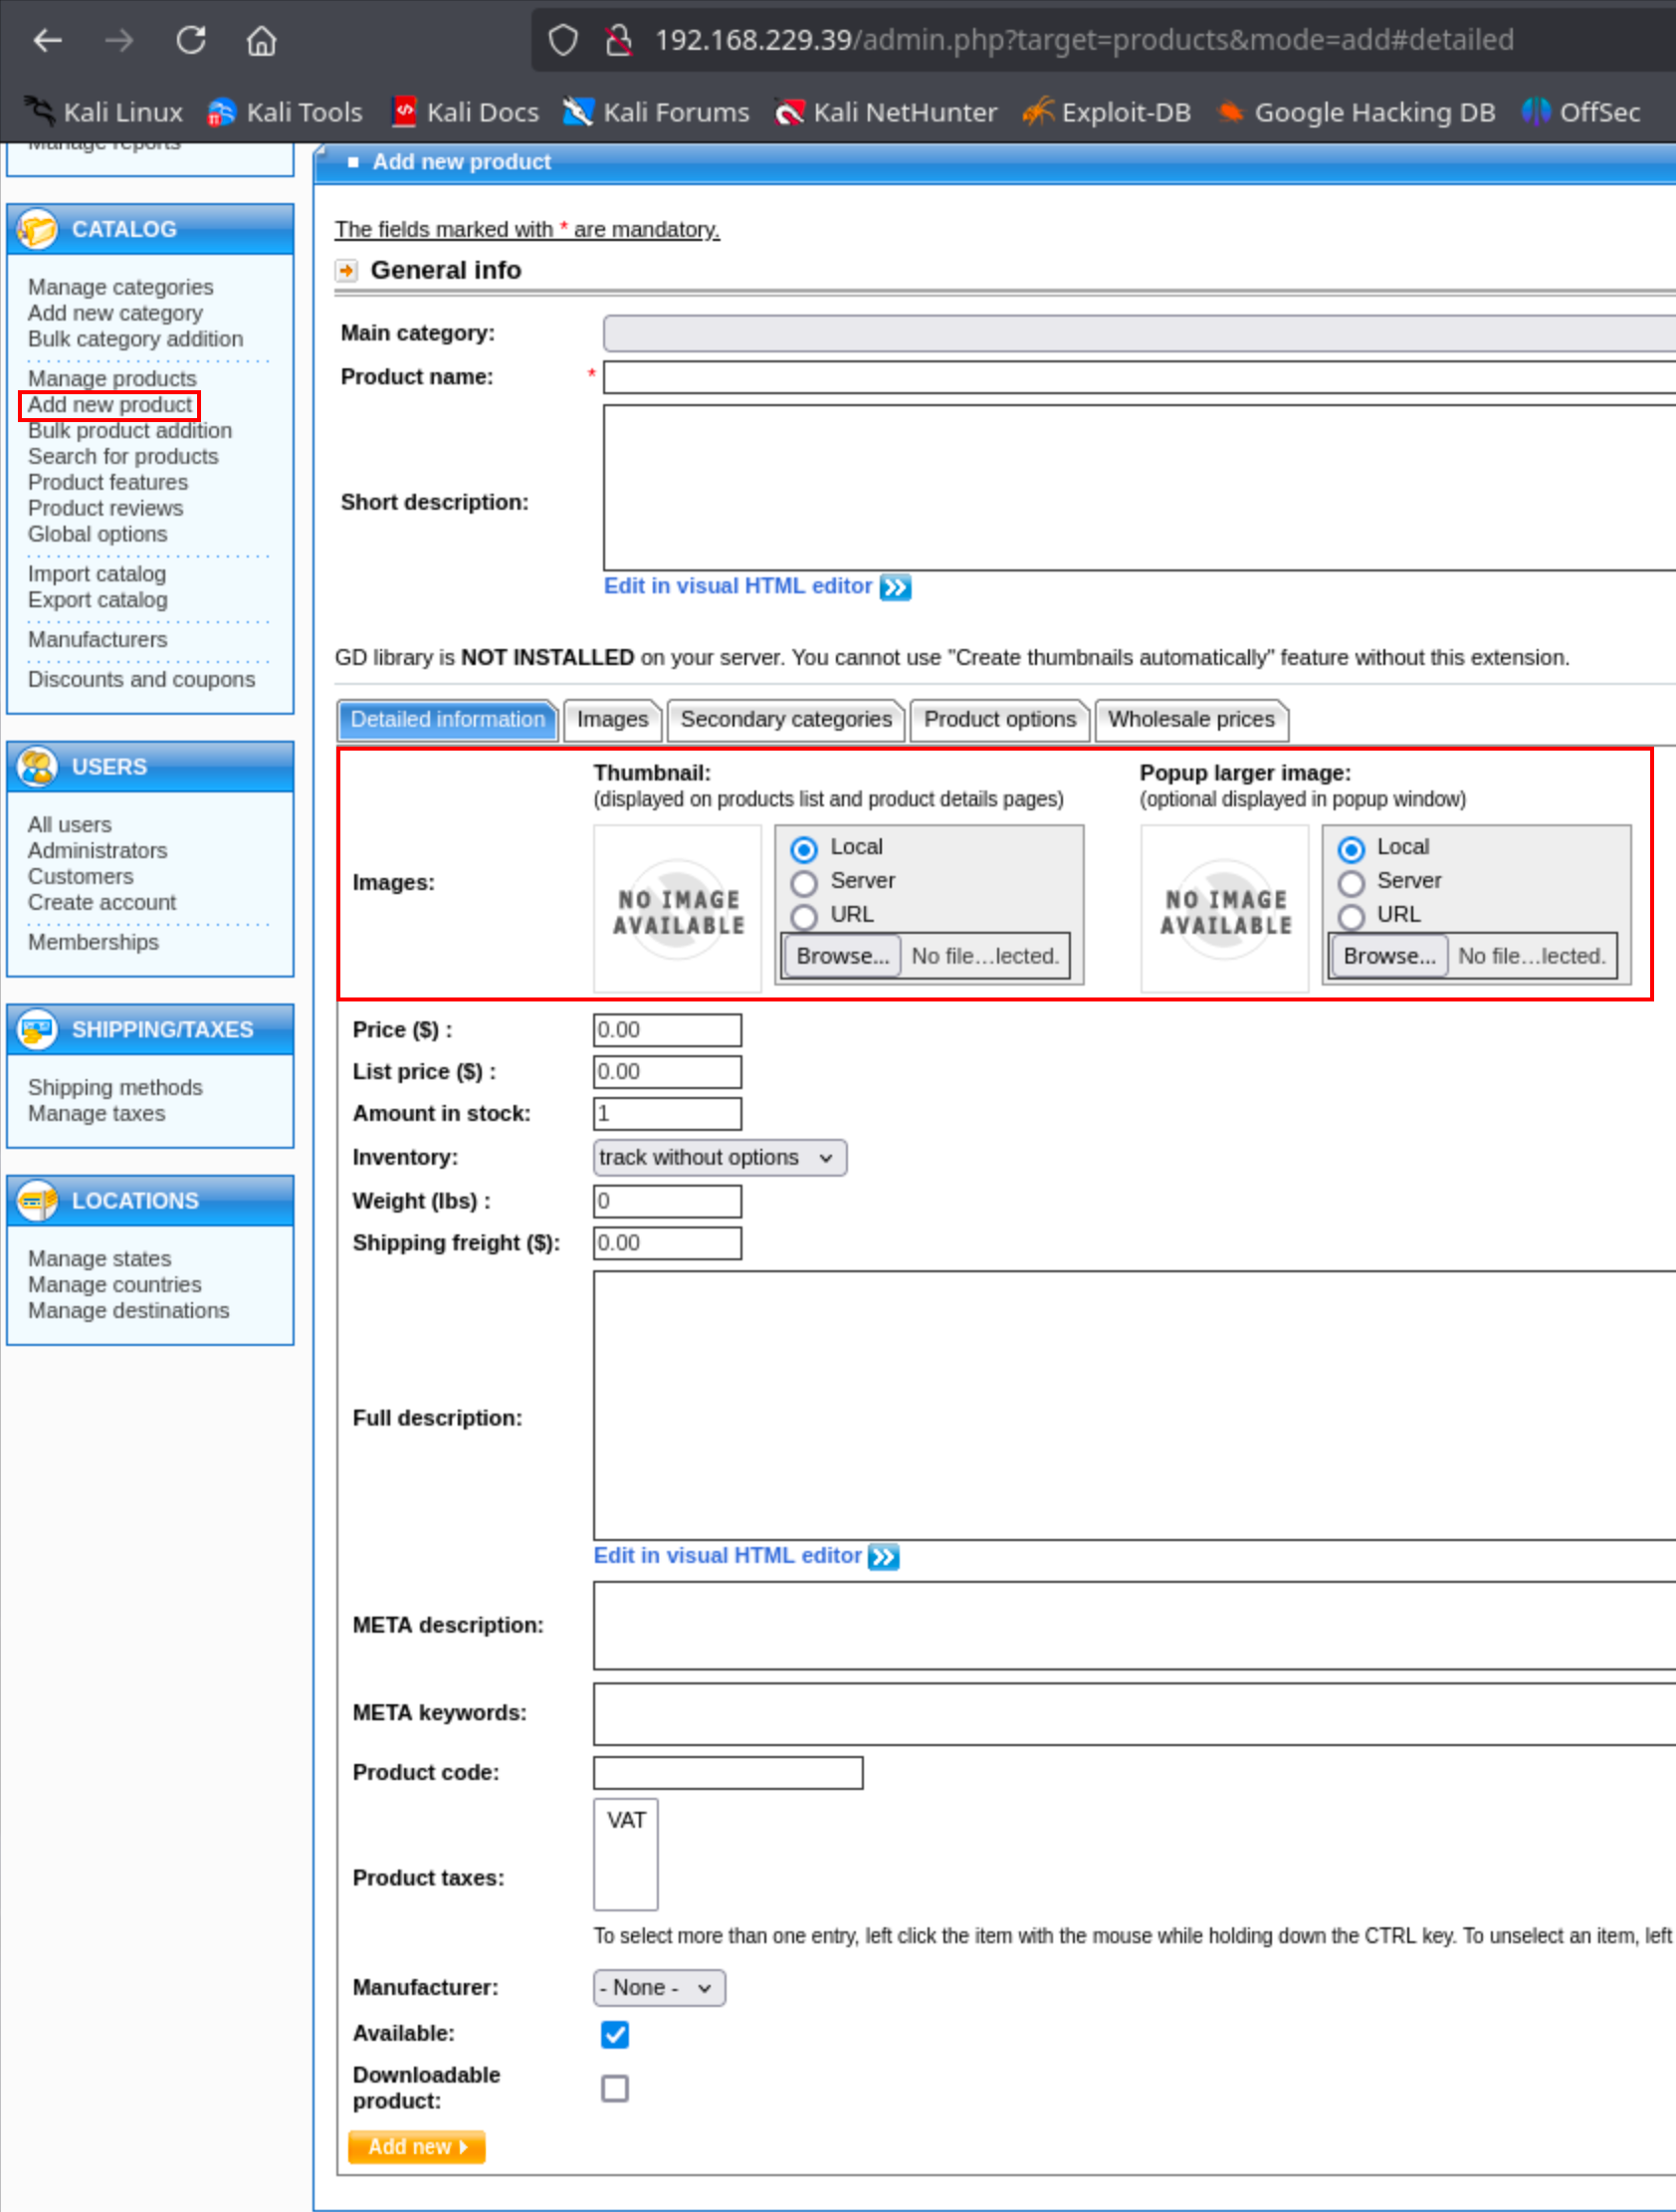 192.168.229.39/admin.php?target=products&mode=add#detailed
Kali Linux Kali Tools Kali Docs Kali Forums Kali NetHunter Exploit-DB Google Hacking DB OffSec
Manage reports
CATALOG
Manage categories
Add new category
Bulk category addition
Manage products
Add new product
Bulk product addition
Search for products
Product features
Product reviews
Global options
Import catalog
Export catalog
Manufacturers
Discounts and coupons
USERS
All users
Administrators
Customers
Create account
Memberships
SHIPPING/TAXES
Shipping methods
Manage taxes
LOCATIONS
Manage states
Manage countries
Manage destinations
Add new product
The fields marked with * are mandatory.
General info
Main category:
Product name: *
Short description:
Edit in visual HTML editor
GD library is NOT INSTALLED on your server. You cannot use "Create thumbnails automatically" feature without this extension.
Detailed information Images Secondary categories Product options Wholesale prices
Images:
Thumbnail:
(displayed on products list and product details pages)
NO IMAGE
AVAILABLE
Local
Server
URL
Browse... No file...lected.
Popup larger image:
(optional displayed in popup window)
NO IMAGE
AVAILABLE
Local
Server
URL
Browse... No file...lected.
Price ($) : 0.00
List price ($) : 0.00
Amount in stock: 1
Inventory: track without options
Weight (lbs) : 0
Shipping freight ($): 0.00
Full description:
Edit in visual HTML editor
META description:
META keywords:
Product code:
Product taxes: VAT
To select more than one entry, left click the item with the mouse while holding down the CTRL key. To unselect an item, left
Manufacturer: - None -
Available:
Downloadable
product:
Add new